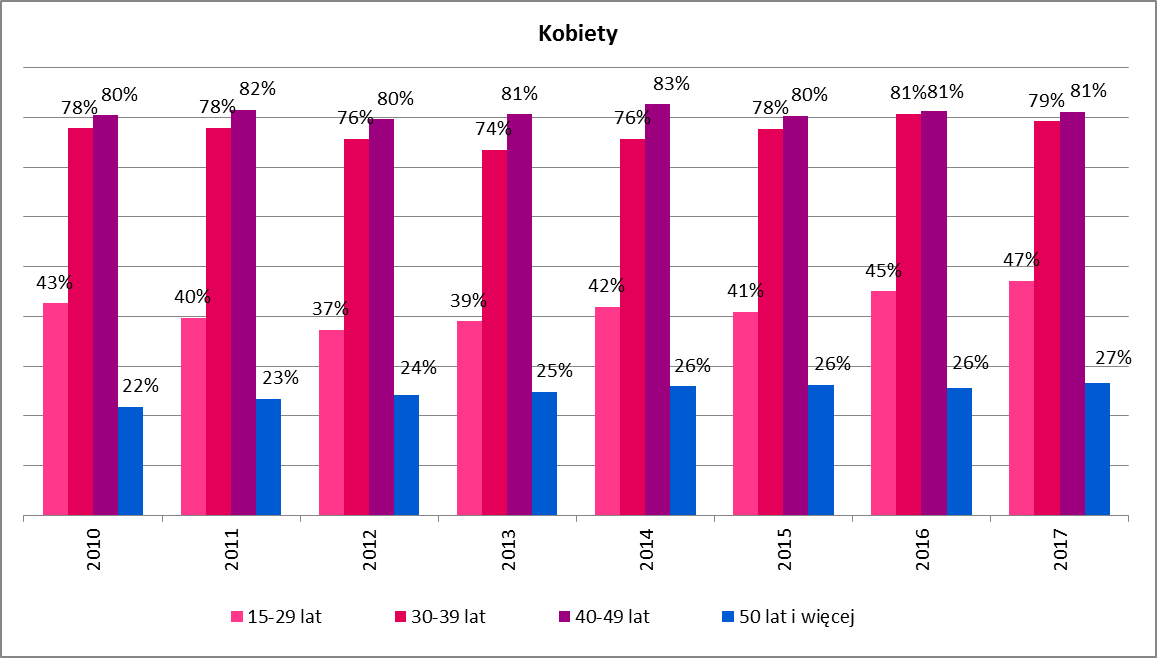 Kobiety
78% 80% 78% 82% 76% 80% 74% 81% 76% 83% 78% 80% 81% 81% 79% 81%
43% 40% 37% 39% 42% 41% 45% 47%
22% 23% 24% 25% 26% 26% 26% 27%
2010 2011 2012 2013 2014 2015 2016 2017
15-29 lat 30-39 lat 40-49 lat 50 lat i więcej